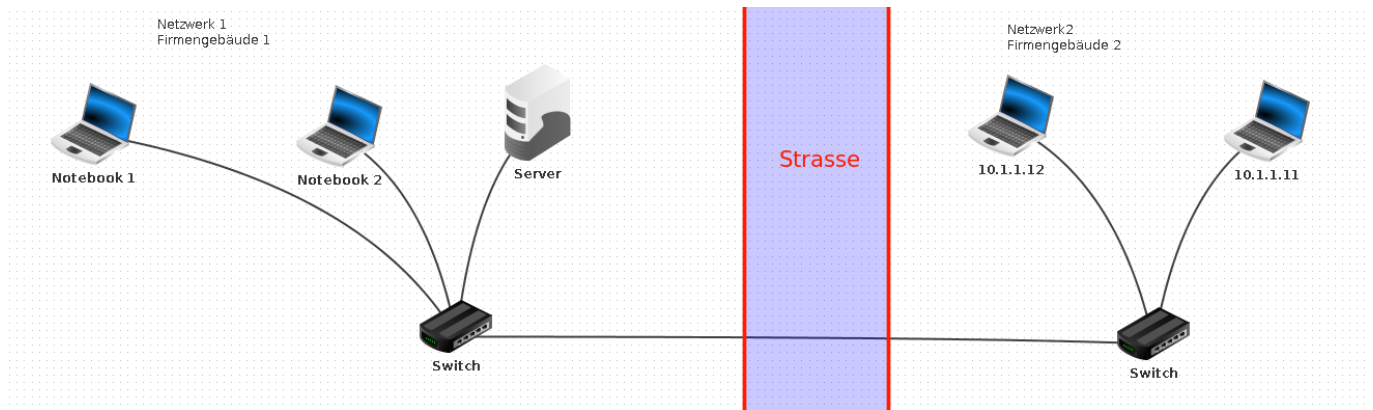 Netzwerk 1
Firmengebäude 1
Netzwerk2
Firmengebäude 2
Notebook 1
Notebook 2
Server
Strasse
10.1.1.12
10.1.1.11
Switch
Switch